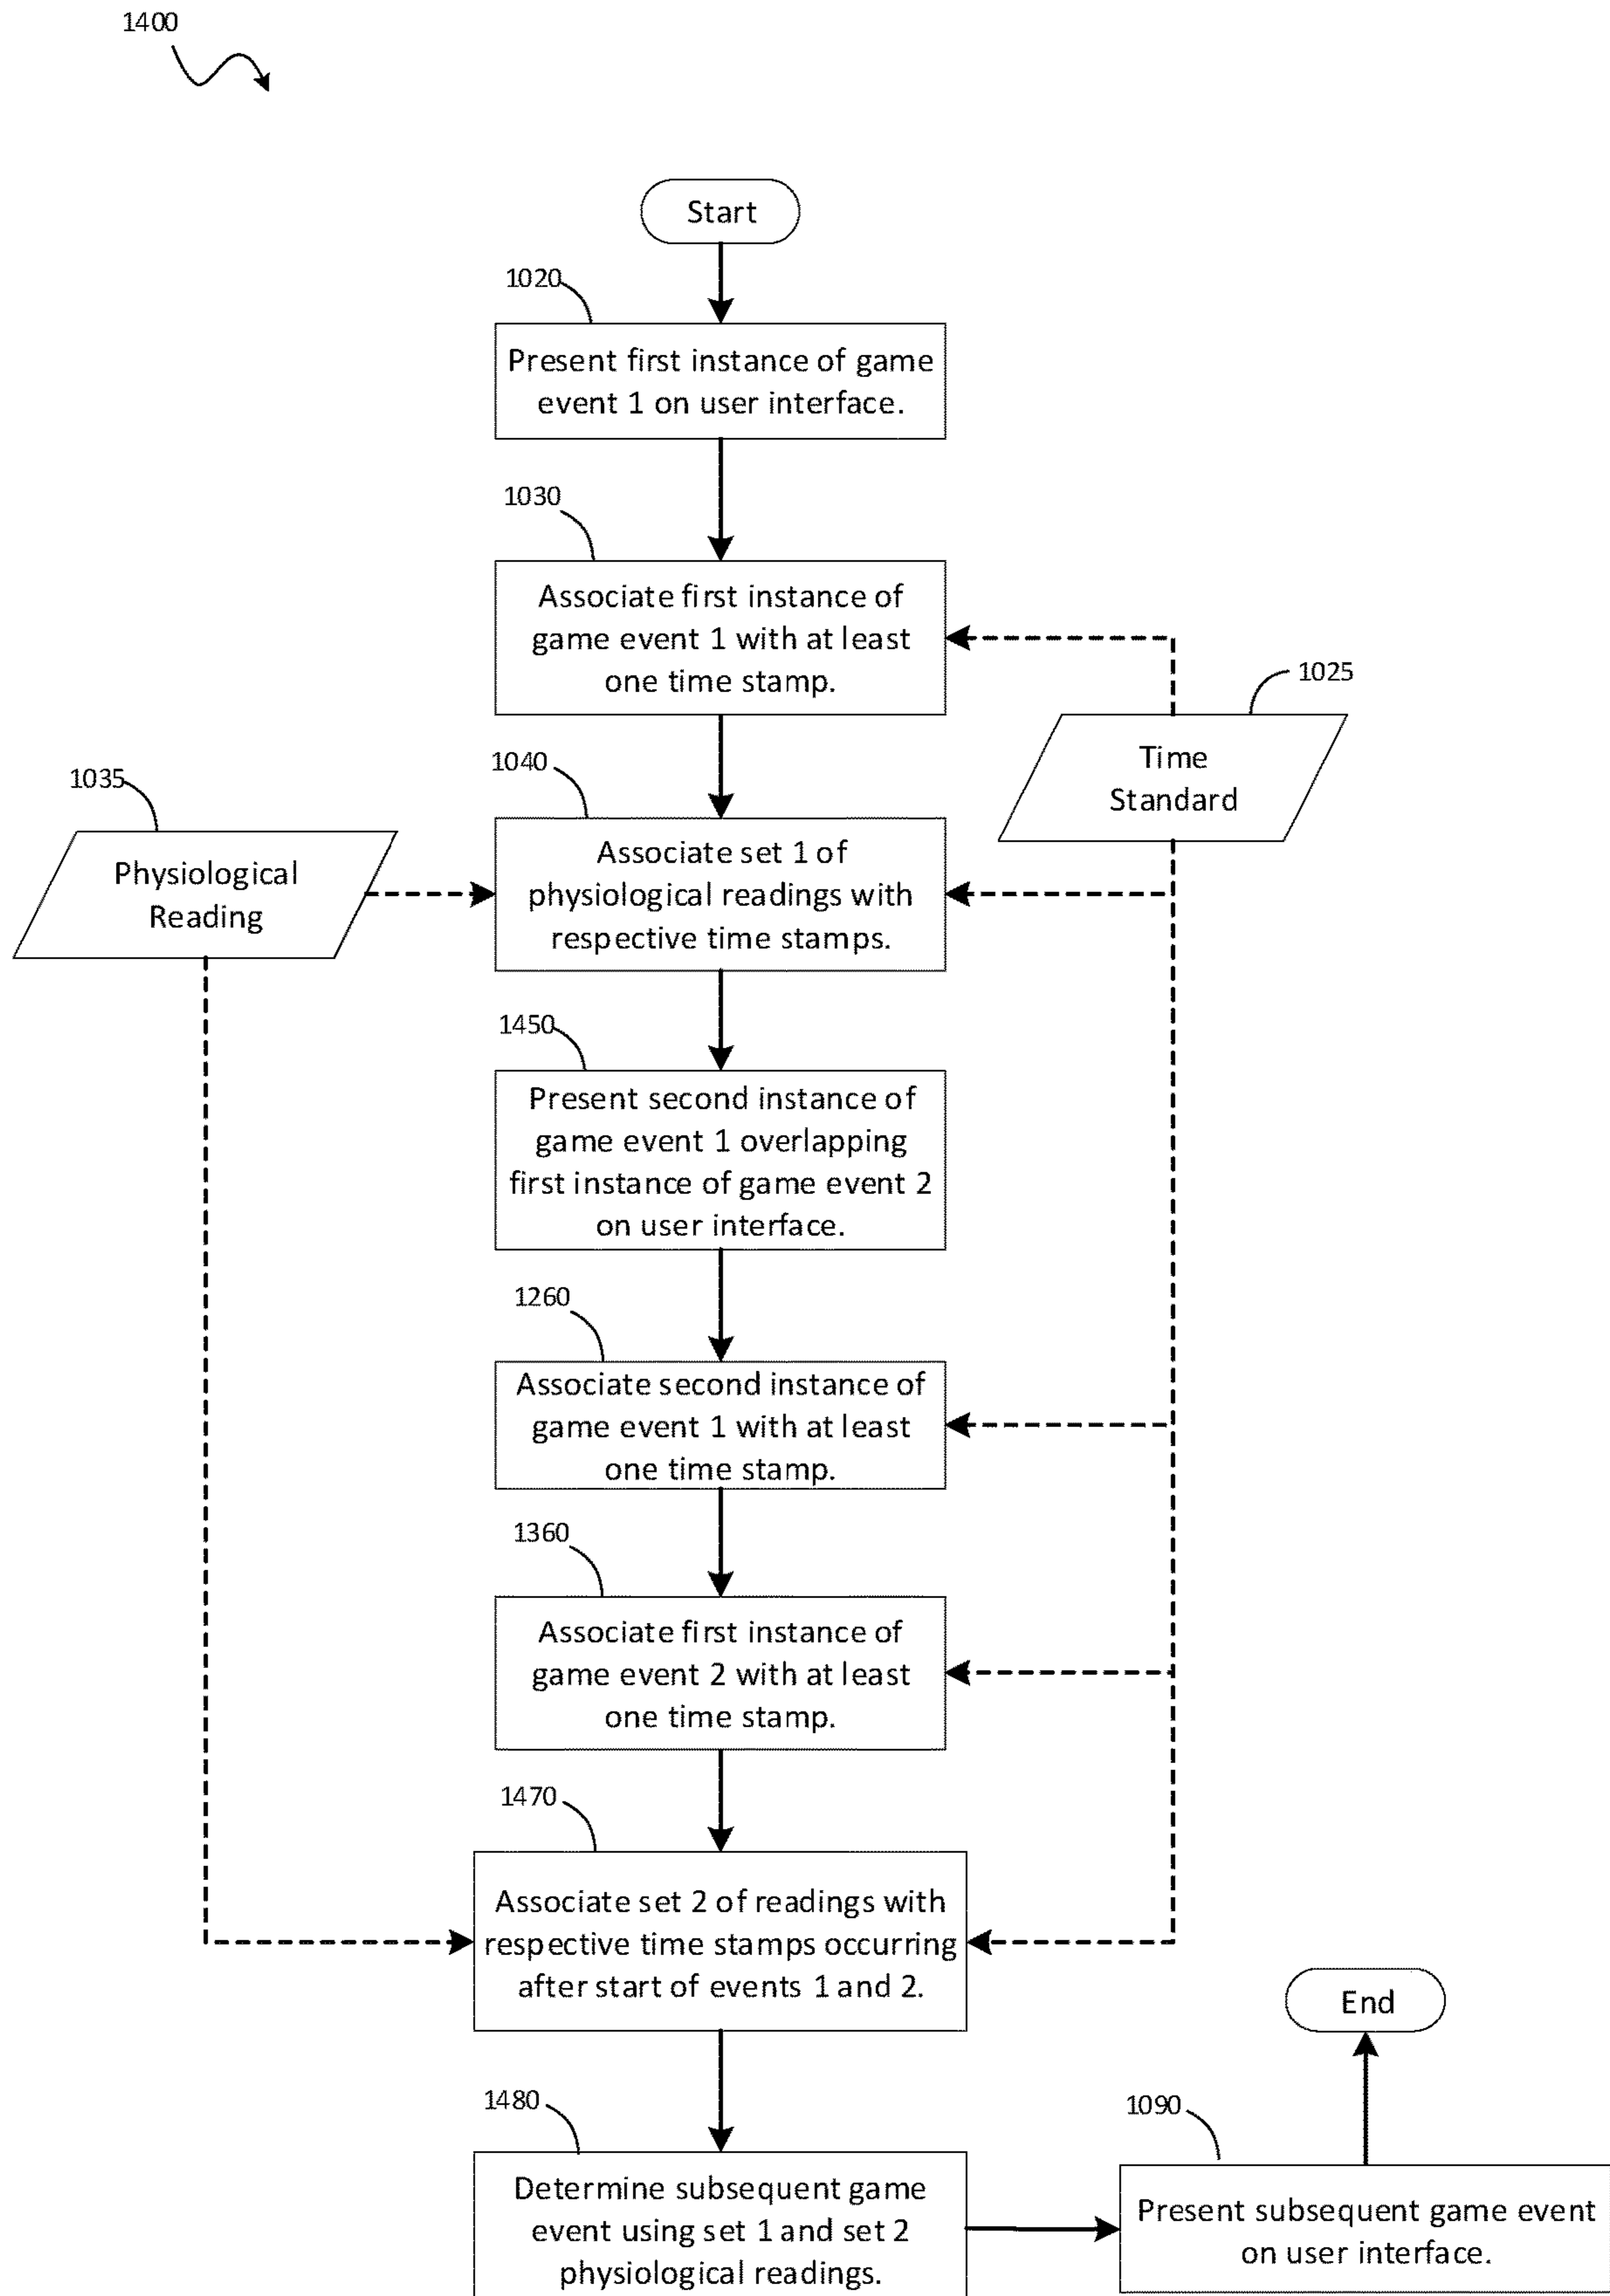 1400
Start
1020
Present first instance of game
event 1 on user interface.
1030
Associate first instance of
game event 1 with at least
one time stamp.
1025
Time
Standard
1035
Physiological
Reading
1040
Associate set 1 of
physiological readings with
respective time stamps.
1450
Present second instance of
game event 1 overlapping
first instance of game event 2
on user interface.
1260
Associate second instance of
game event 1 with at least
one time stamp.
1360
Associate first instance of
game event 2 with at least
one time stamp.
1470
Associate set 2 of readings with
respective time stamps occurring
after start of events 1 and 2.
End
1480
Determine subsequent game
event using set 1 and set 2
physiological readings.
1090
Present subsequent game event
on user interface.